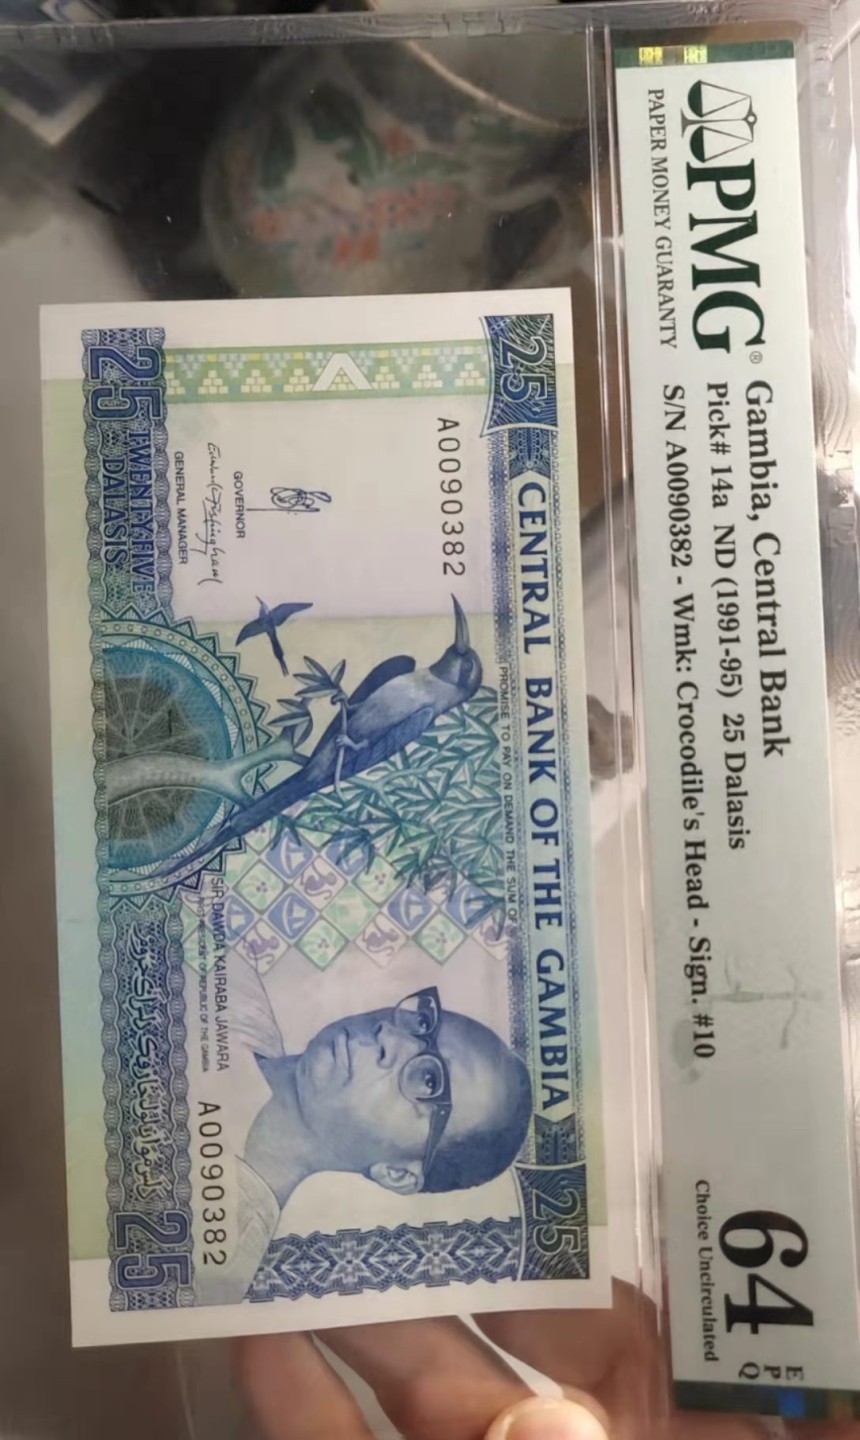 PMG®
PAPER MONEY GUARANTY
Gambia, Central Bank
Pick# 14a ND (1991-95) 25 Dalasis
S/N A0090382 - Wmk: Crocodile's Head - Sign. #10
64 EPQ
Choice Uncirculated
25 CENTRAL BANK OF THE GAMBIA 25
PROMISE TO PAY ON DEMAND THE SUM OF
A0090382
GOVERNOR
GENERAL MANAGER
SIR DAWDA KAIRABA JAWARA
A0090382
25 TWENTY-FIVE
DALASIS
25